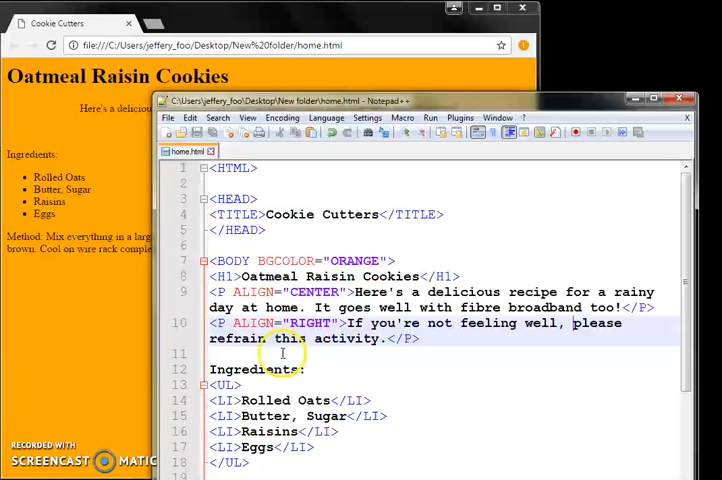 Cookie Cutters
file:///C:/Users/jeffery_foo/Desktop/New%20folder/home.html
Oatmeal Raisin Cookies
Here's a deliciou
Ingredients:
Rolled Oats
Butter, Sugar
Raisins
Eggs
Method: Mix everything in a larg
brown. Cool on wire rack comple
RECORDED WITH
SCREENCAST MATIC
C:\Users\jeffery_foo\Desktop\New folder\home.html - Notepad++
File Edit Search View Encoding Language Settings Macro Run Plugins Window ? X
home.html
1 <HTML>
2
3 <HEAD>
4 <TITLE>Cookie Cutters</TITLE>
5 </HEAD>
6
7 <BODY BGCOLOR="ORANGE">
8 <H1>Oatmeal Raisin Cookies</H1>
9 <P ALIGN="CENTER">Here's a delicious recipe for a rainy
day at home. It goes well with fibre broadband too!</P>
10 <P ALIGN="RIGHT">If you're not feeling well, please
refrain this activity.</P>
11
12 Ingredients:
13 <UL>
14 <LI>Rolled Oats</LI>
15 <LI>Butter, Sugar</LI>
16 <LI>Raisins</LI>
17 <LI>Eggs</LI>
18 </UL>
19